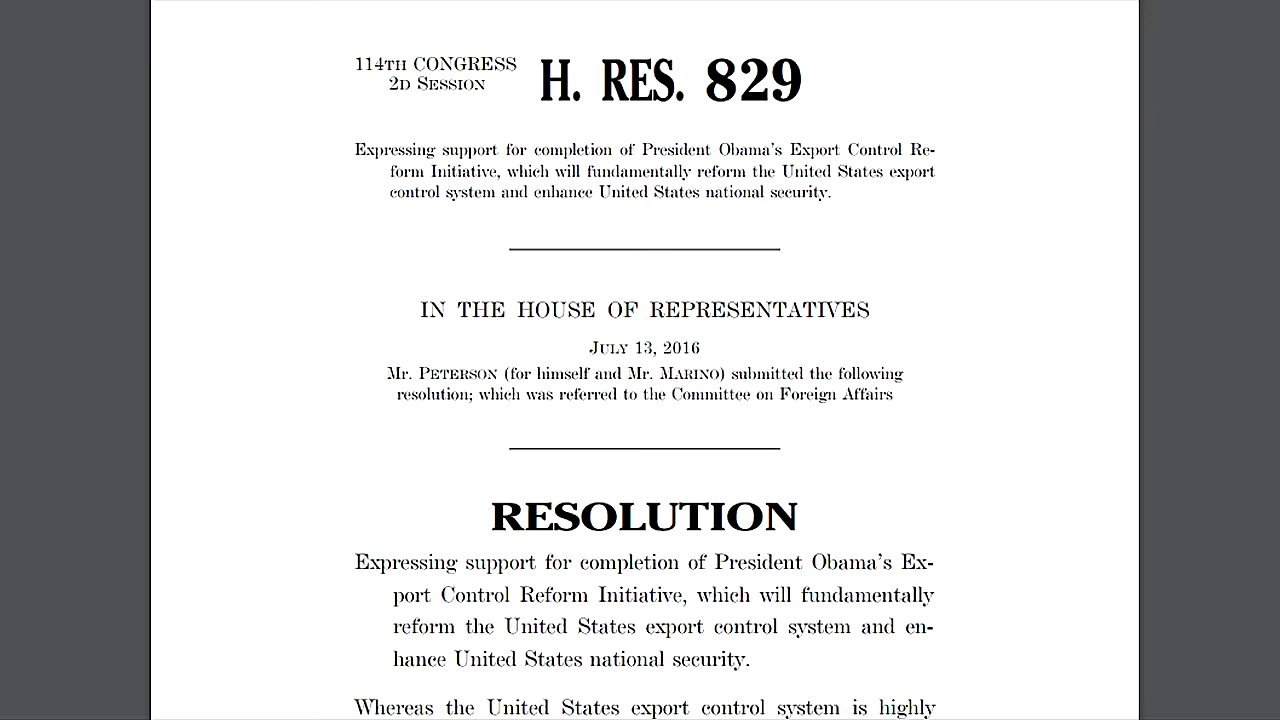 114TH CONGRESS
2D SESSION
H. RES. 829
Expressing support for completion of President Obama's Export Control Re-
form Initiative, which will fundamentally reform the United States export
control system and enhance United States national security.
IN THE HOUSE OF REPRESENTATIVES
JULY 13, 2016
Mr. PETERSON (for himself and Mr. MARINO) submitted the following
resolution; which was referred to the Committee on Foreign Affairs
RESOLUTION
Expressing support for completion of President Obama's Ex-
port Control Reform Initiative, which will fundamentally
reform the United States export control system and en-
hance United States national security.
Whereas the United States export control system is highly